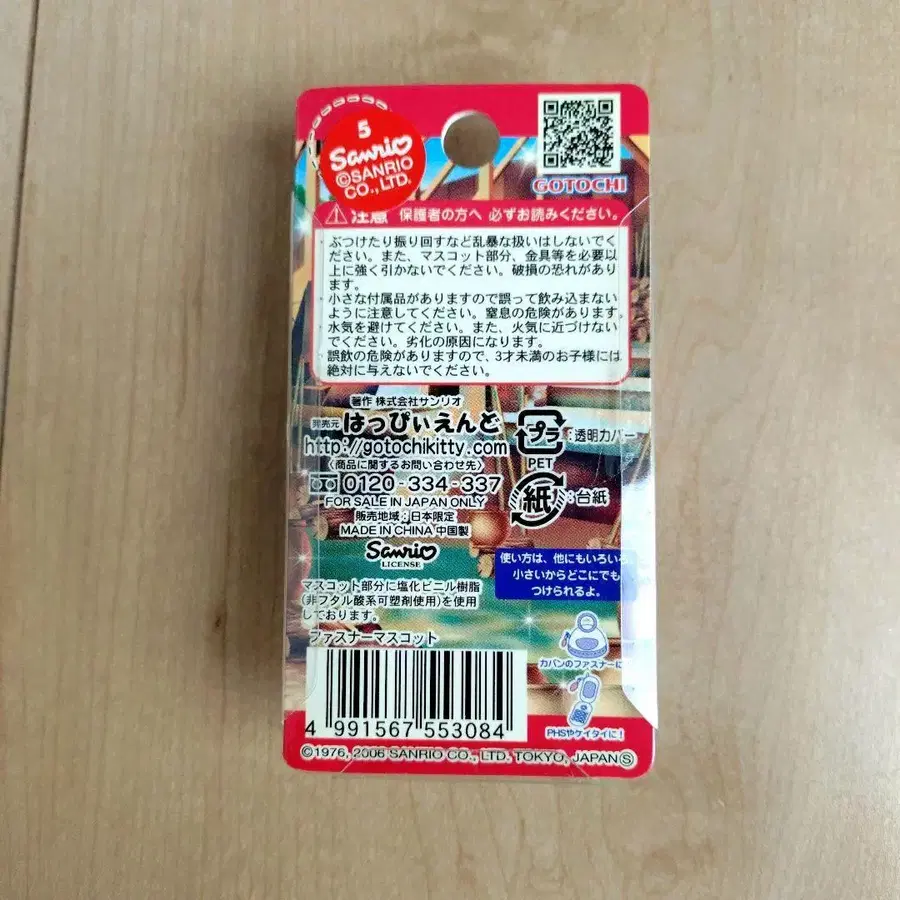 5
Sanrio
©SANRIO
CO.,LTD.
GOTOCHI
注意 保護者の方へ 必ずお読みください。
・ぶつけたり振り回すなど乱暴な扱いはしないでください。また、マスコット部分、金具等を必要以上に強く引かないでください。破損の恐れがあります。
小さな付属品がありますので誤って飲み込まない
ように注意してください。窒息の危険があります。
水気を避けてください。また、火気に近づけない
でください。劣化の原因になります。
誤飲の危険がありますので、3才未満のお子様には
絶対に与えないでください。
著作 株式会社サンリオ
発売元 はっぴぃえんど
http://gotochikitty.com
〈商品に関するお問い合わせ先〉
0120-334-337
FOR SALE IN JAPAN ONLY
販売地域:日本限定
MADE IN CHINA 中国製
Sanrio
LICENSE
プラ :透明カバー
PET
紙 :台紙
マスコット部分に塩化ビニル樹脂
(非フタル酸系可塑剤使用)を使用
しております。
ファスナーマスコット
使い方は、他にもいろいろ
小さいからどこにでも
つけられるよ。
カバンのファスナーに
PHSやケイタイに!
4 991567 553084
©1976, 2006 SANRIO CO., LTD. TOKYO, JAPAN Ⓢ